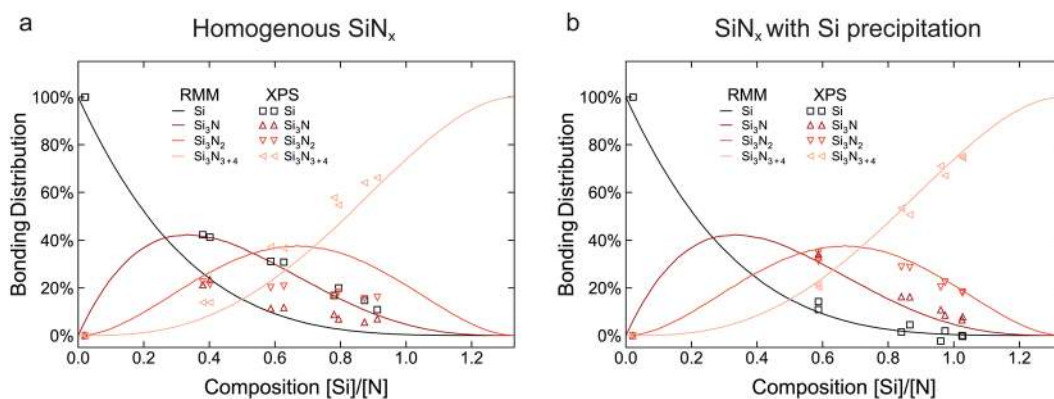 a
Homogenous SiNₓ
100%
80%
60%
40%
20%
0%
Bonding Distribution
RMM XPS
Si Si
Si₃N Si₃N
Si₃N₂ Si₃N₂
Si₃N₃₊₄ Si₃N₃₊₄
0.0 0.2 0.4 0.6 0.8 1.0 1.2
Composition [Si]/[N]
b
SiNₓ with Si precipitation
100%
80%
60%
40%
20%
0%
Bonding Distribution
RMM XPS
Si Si
Si₃N Si₃N
Si₃N₂ Si₃N₂
Si₃N₃₊₄ Si₃N₃₊₄
0.0 0.2 0.4 0.6 0.8 1.0 1.2
Composition [Si]/[N]